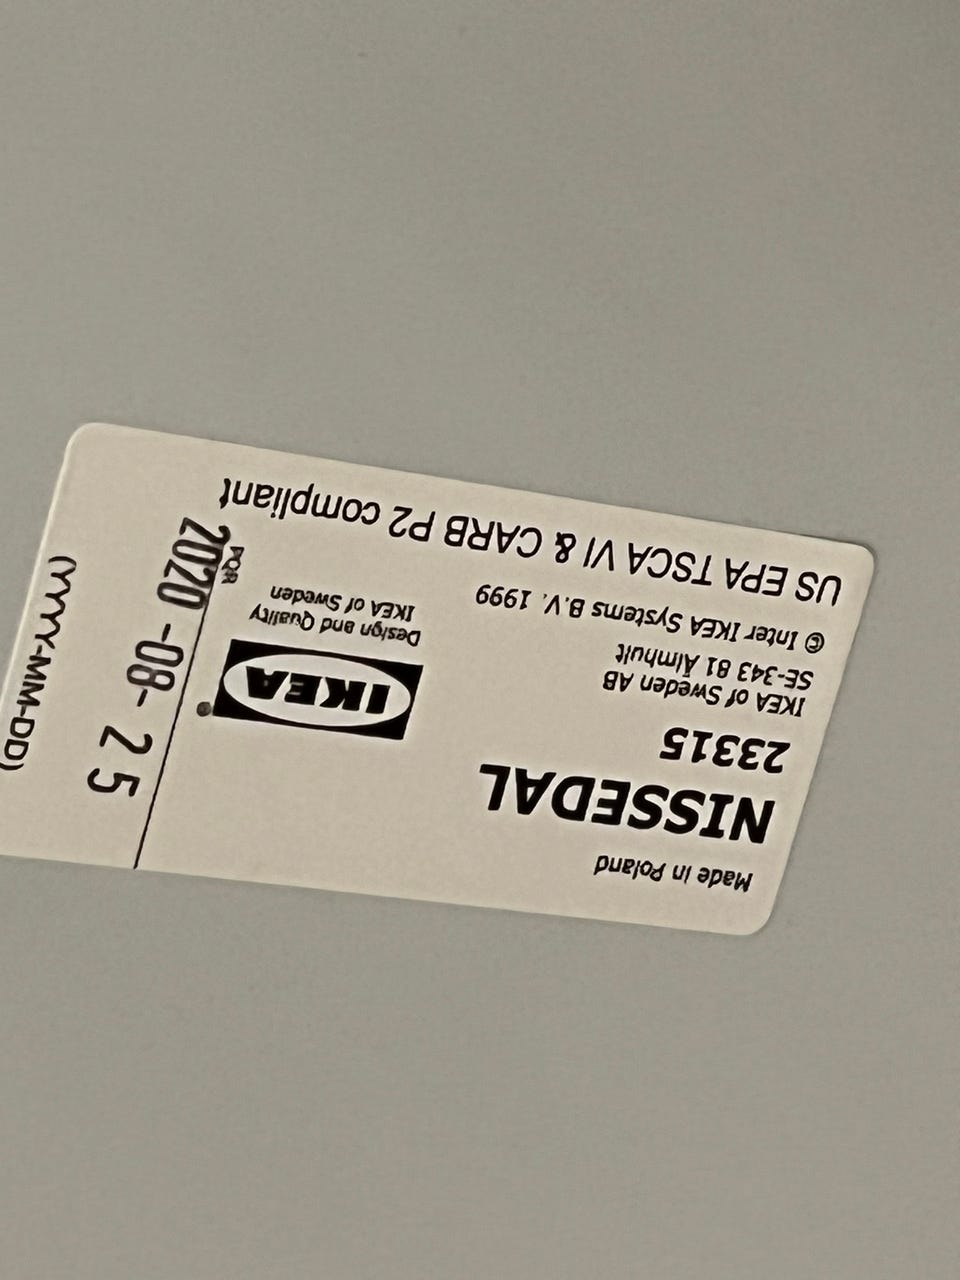 Made in Poland
NISSEDAL
23315
IKEA of Sweden AB
SE-343 81 Älmhult
© Inter IKEA Systems B.V. 1999
US EPA TSCA VI & CARB P2 compliant
IKEA
Design and Quality
IKEA of Sweden
PQR
2020 -08- 25
(YYYY-MM-DD)